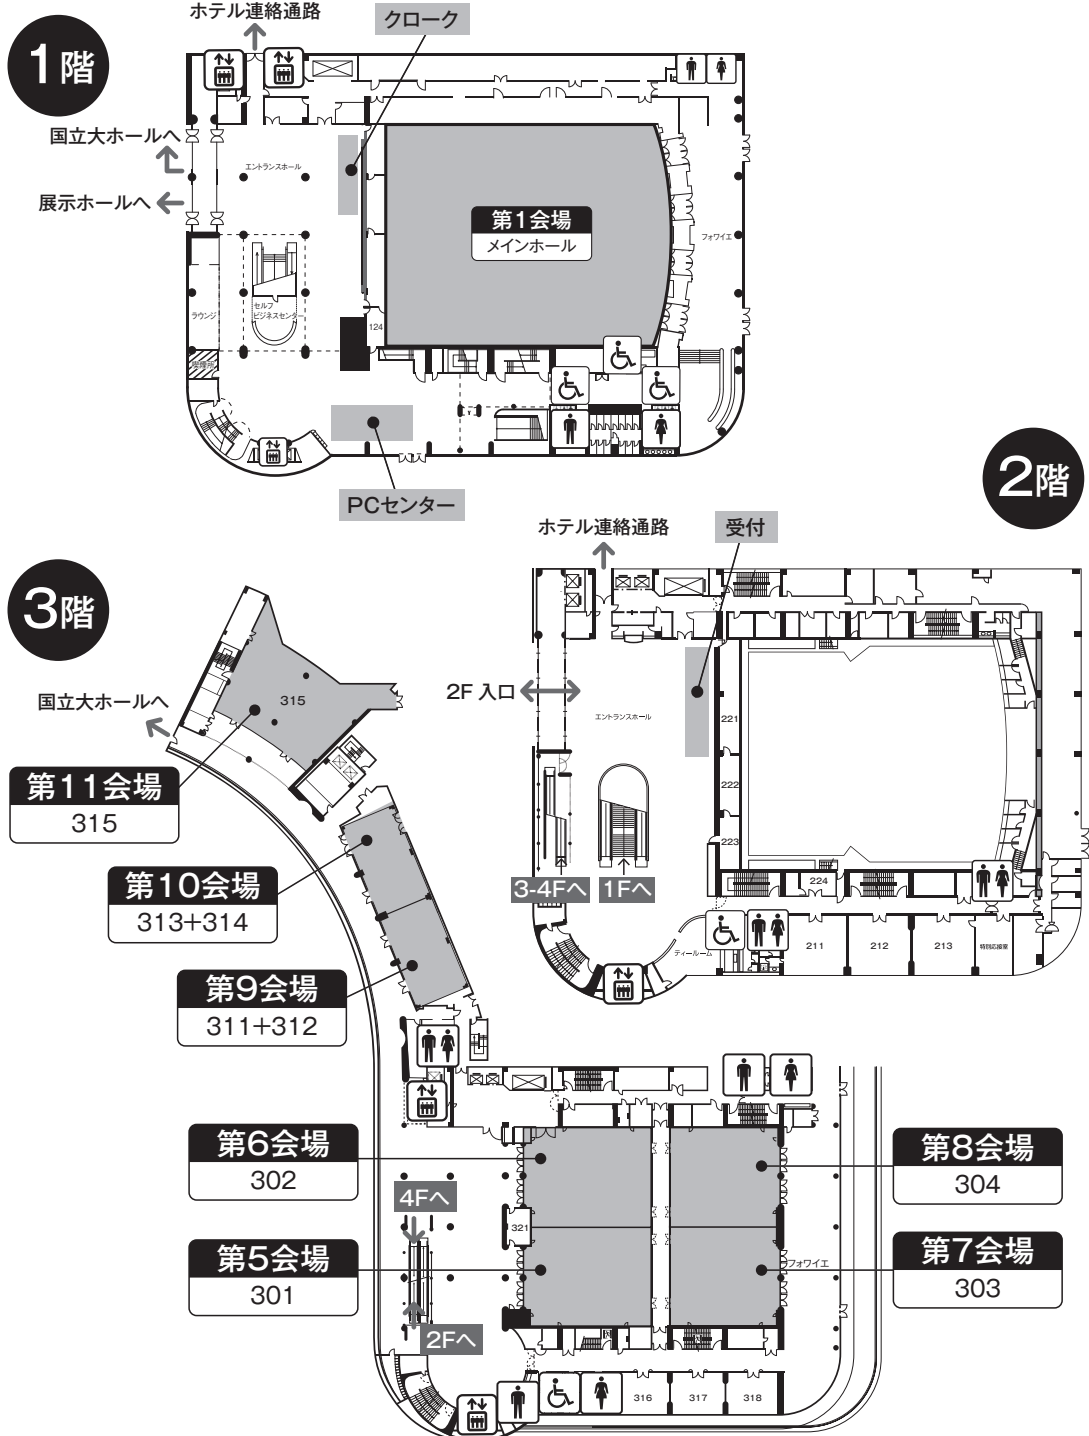 1階
ホテル連絡通路
クローク
国立大ホールへ
展示ホールへ
エントランスホール
第1会場
メインホール
フォワイエ
ラウンジ
セルフ
ビジネスセンター
124
PCセンター
2階
ホテル連絡通路
受付
2F 入口
エントランスホール
221
222
223
224
3-4Fへ
1Fへ
ティールーム
211
212
213
特別応接室
3階
国立大ホールへ
315
第11会場
315
第10会場
313+314
第9会場
311+312
第6会場
302
第8会場
304
4Fへ
321
第5会場
301
第7会場
303
フォワイエ
2Fへ
316
317
318